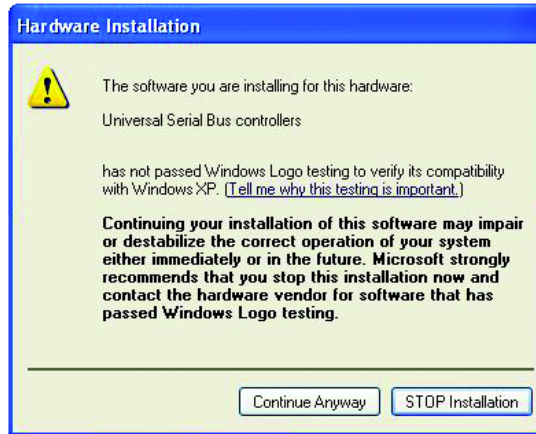 Hardware Installation
The software you are installing for this hardware:
Universal Serial Bus controllers
has not passed Windows Logo testing to verify its compatibility
with Windows XP. (Tell me why this testing is important.)
Continuing your installation of this software may impair
or destabilize the correct operation of your system
either immediately or in the future. Microsoft strongly
recommends that you stop this installation now and
contact the hardware vendor for software that has
passed Windows Logo testing.
Continue Anyway
STOP Installation